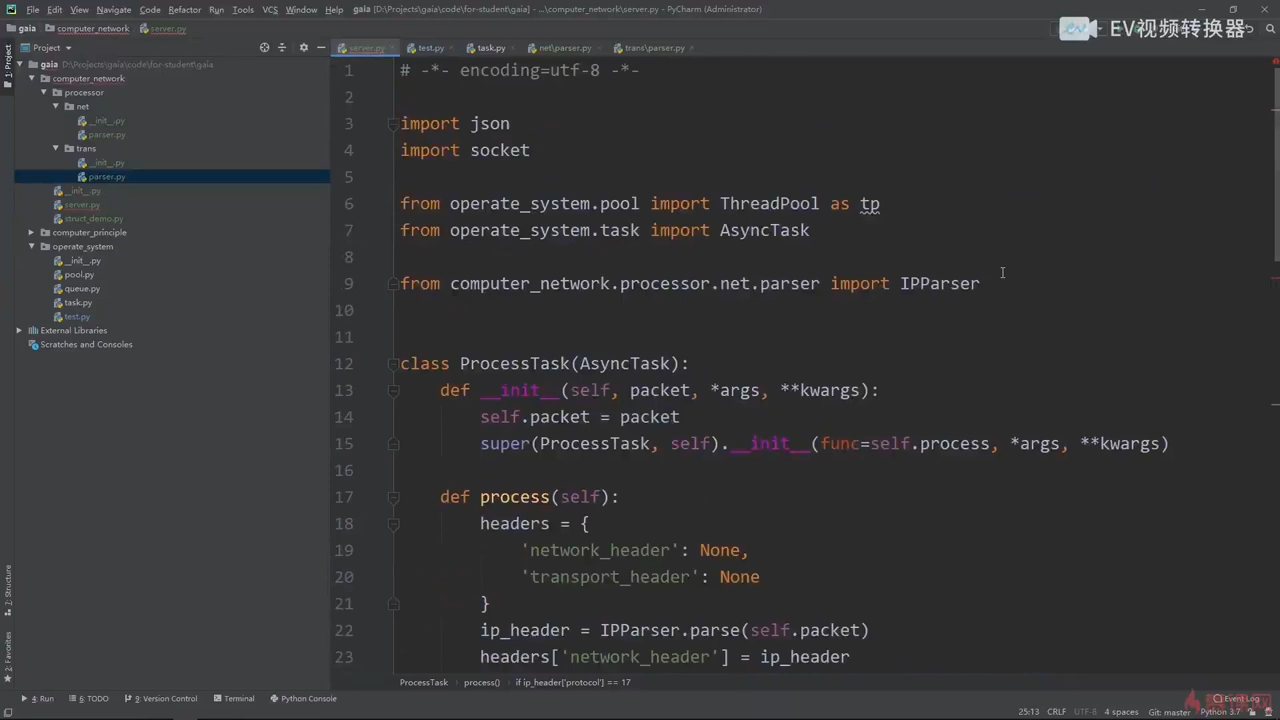 File Edit View Navigate Code Refactor Run Tools VCS Window Help gaia [D:\Projects\gaia\code\for-student\gaia] - ...\computer_network\server.py - PyCharm (Administrator)
gaia computer_network server.py
EV视频转换器
Project
server.py test.py task.py net\parser.py trans\parser.py
1: Project
gaia D:\Projects\gaia\code\for-student\gaia
computer_network
processor
net
__init__.py
parser.py
trans
__init__.py
parser.py
__init__.py
server.py
struct_demo.py
computer_principle
operate_system
__init__.py
pool.py
queue.py
task.py
test.py
External Libraries
Scratches and Consoles
7: Structure
2: Favorites
1 # -*- encoding=utf-8 -*-
2
3 import json
4 import socket
5
6 from operate_system.pool import ThreadPool as tp
7 from operate_system.task import AsyncTask
8
9 from computer_network.processor.net.parser import IPParser
10
11
12 class ProcessTask(AsyncTask):
13 def __init__(self, packet, *args, **kwargs):
14 self.packet = packet
15 super(ProcessTask, self).__init__(func=self.process, *args, **kwargs)
16
17 def process(self):
18 headers = {
19 'network_header': None,
20 'transport_header': None
21 }
22 ip_header = IPParser.parse(self.packet)
23 headers['network_header'] = ip_header
ProcessTask process() if ip_header['protocol'] == 17
4: Run 6: TODO 9: Version Control Terminal Python Console Event Log
25:13 CRLF UTF-8 4 spaces Git: master Python 3.7